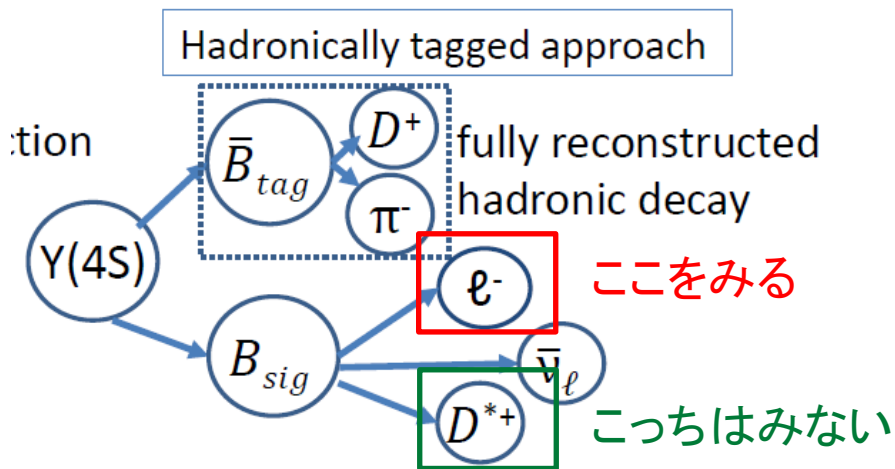 Hadronically tagged approach
ction
B̄tag
D⁺
π⁻
fully reconstructed
hadronic decay
Υ(4S)
ℓ⁻
ここをみる
Bsig
ν̄ℓ
D*⁺
こっちはみない